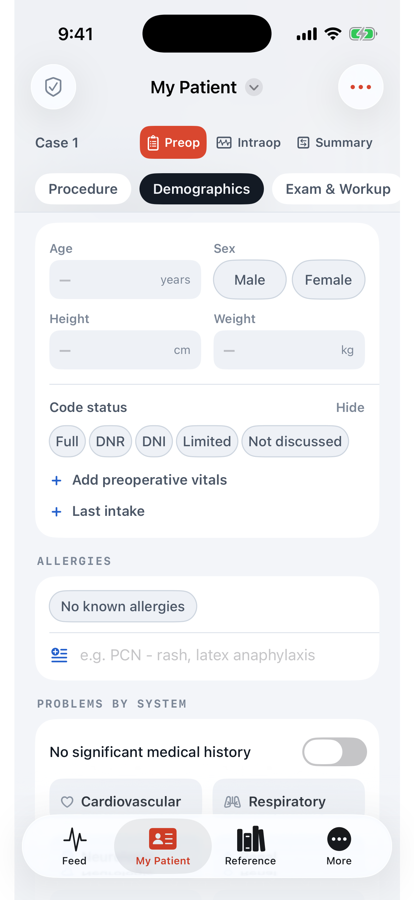 9:41
My Patient
Case 1 Preop Intraop Summary
Procedure Demographics Exam & Workup
Age Sex
— years Male Female
Height Weight
— cm — kg
Code status Hide
Full DNR DNI Limited Not discussed
+ Add preoperative vitals
+ Last intake
ALLERGIES
No known allergies
e.g. PCN - rash, latex anaphylaxis
PROBLEMS BY SYSTEM
No significant medical history
Cardiovascular Respiratory
Feed My Patient Reference More